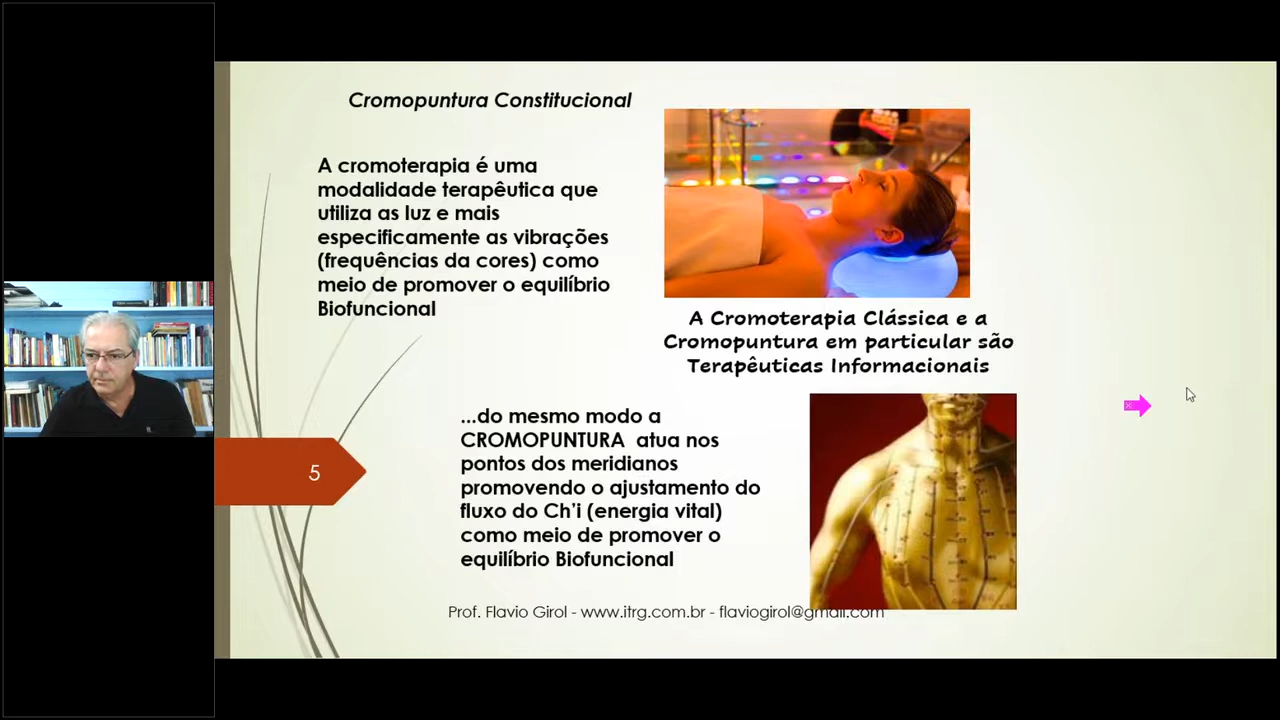 Cromopuntura Constitucional
A cromoterapia é uma
modalidade terapêutica que
utiliza as luz e mais
especificamente as vibrações
(frequências da cores) como
meio de promover o equilíbrio
Biofuncional
A Cromoterapia Clássica e a
Cromopuntura em particular são
Terapêuticas Informacionais
...do mesmo modo a
CROMOPUNTURA atua nos
pontos dos meridianos
promovendo o ajustamento do
fluxo do Ch'i (energia vital)
como meio de promover o
equilíbrio Biofuncional
5
Prof. Flavio Girol - www.itrg.com.br - flaviogirol@gmail.com